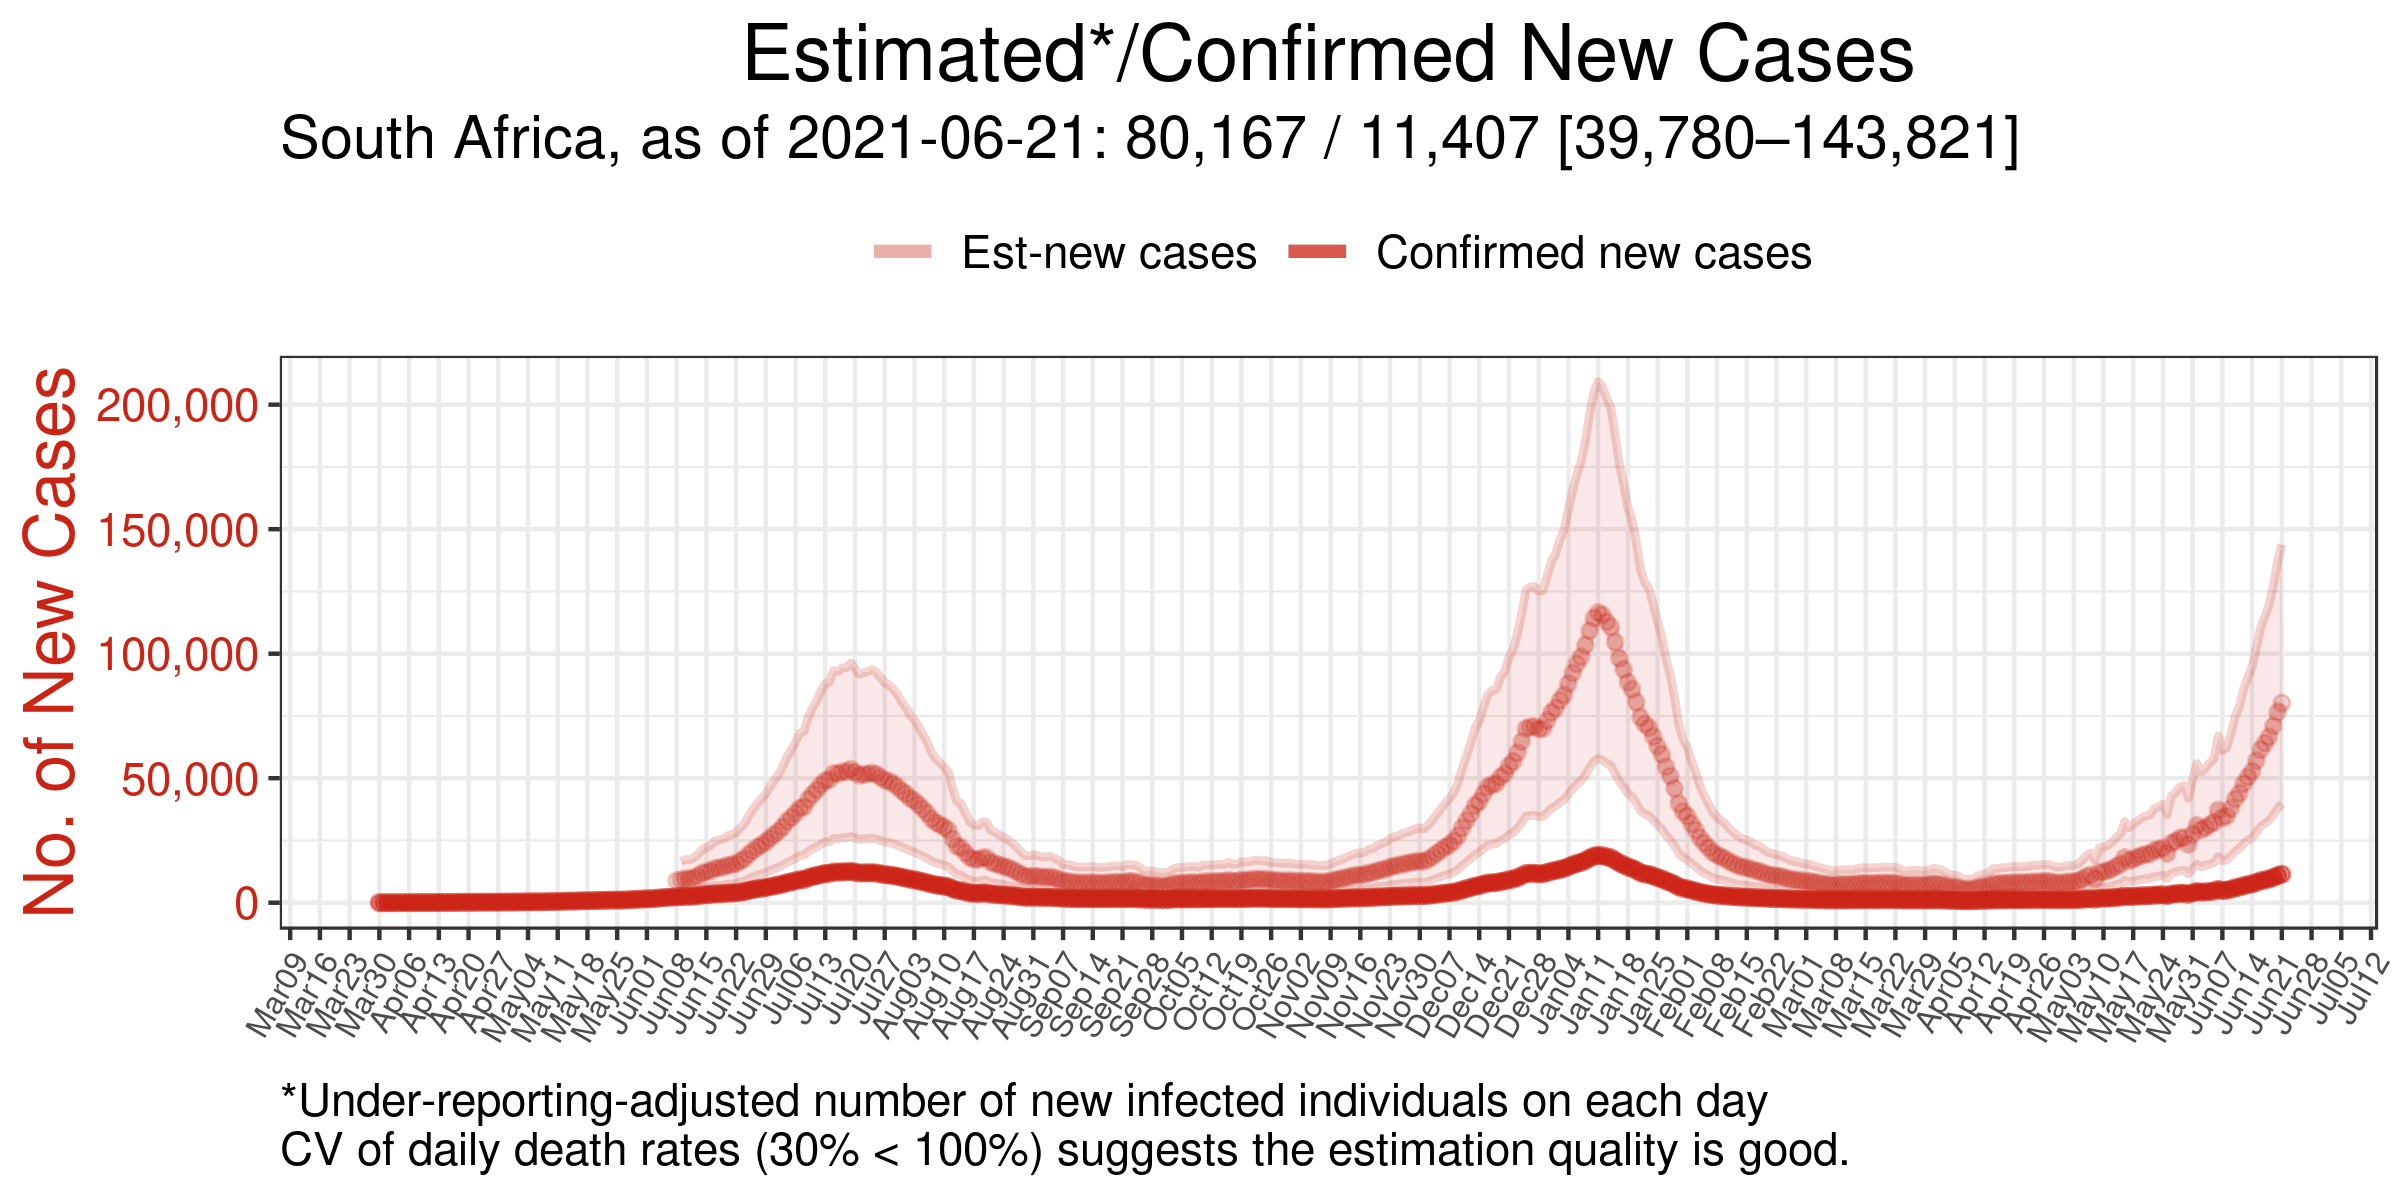 Estimated*/Confirmed New Cases
South Africa, as of 2021-06-21: 80,167 / 11,407 [39,780–143,821]
Est-new cases
Confirmed new cases
No. of New Cases
200,000
150,000
100,000
50,000
0
Mar09
Mar16
Mar23
Mar30
Apr06
Apr13
Apr20
Apr27
May04
May11
May18
May25
Jun01
Jun08
Jun15
Jun22
Jun29
Jul06
Jul13
Jul20
Jul27
Aug03
Aug10
Aug17
Aug24
Aug31
Sep07
Sep14
Sep21
Sep28
Oct05
Oct12
Oct19
Oct26
Nov02
Nov09
Nov16
Nov23
Nov30
Dec07
Dec14
Dec21
Dec28
Jan04
Jan11
Jan18
Jan25
Feb01
Feb08
Feb15
Feb22
Mar01
Mar08
Mar15
Mar22
Mar29
Apr05
Apr12
Apr19
Apr26
May03
May10
May17
May24
May31
Jun07
Jun14
Jun21
Jun28
Jul05
Jul12
*Under-reporting-adjusted number of new infected individuals on each day
CV of daily death rates (30% < 100%) suggests the estimation quality is good.